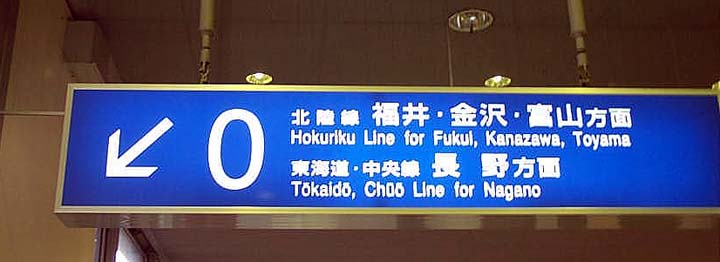 0
北陸線 福井・金沢・富山方面
Hokuriku Line for Fukui, Kanazawa, Toyama
東海道・中央線 長野方面
Tōkaidō, Chūō Line for Nagano